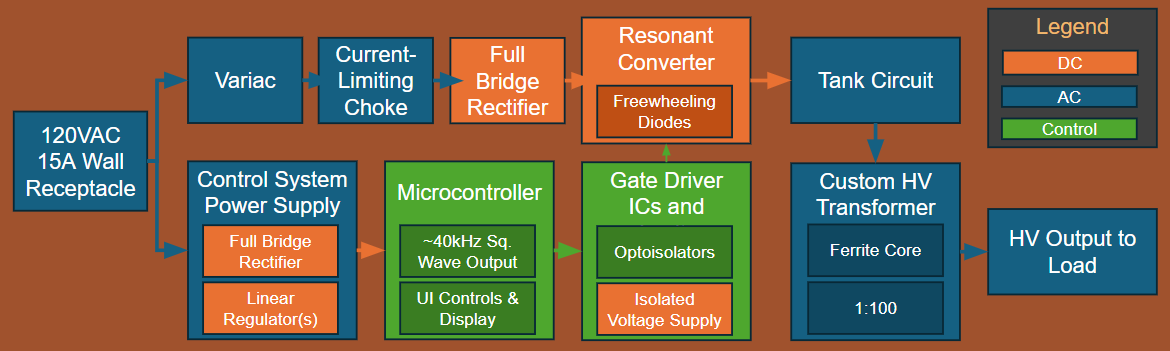 120VAC
15A Wall
Receptacle
Variac
Current-
Limiting
Choke
Full
Bridge
Rectifier
Resonant
Converter
Freewheeling
Diodes
Tank Circuit
Legend
DC
AC
Control
Control System
Power Supply
Full Bridge
Rectifier
Linear
Regulator(s)
Microcontroller
~40kHz Sq.
Wave Output
UI Controls &
Display
Gate Driver
ICs and
Optoisolators
Isolated
Voltage Supply
Custom HV
Transformer
Ferrite Core
1:100
HV Output to
Load